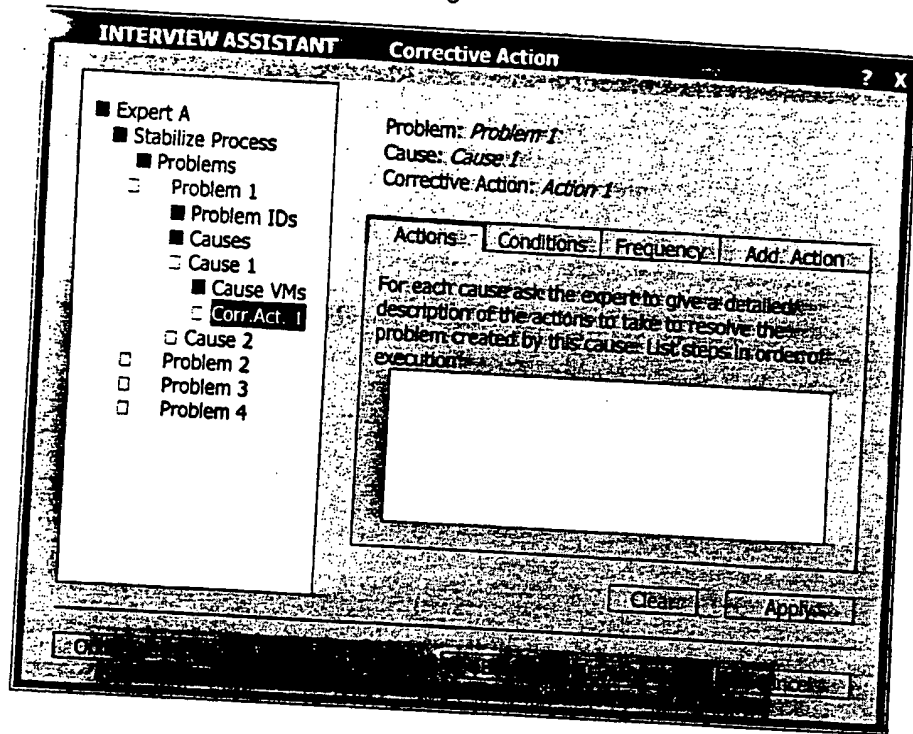 INTERVIEW ASSISTANT Corrective Action ? X
Expert A
Stabilize Process
Problems
Problem 1
Problem IDs
Causes
Cause 1
Cause VMs
Corr.Act. 1
Cause 2
Problem 2
Problem 3
Problem 4
Problem: Problem 1
Cause: Cause 1
Corrective Action: Action 1
Actions Conditions Frequency Add. Action
For each cause ask the expert to give a detailed
description of the actions to take to resolve the
problem created by this cause. List steps in order of
execution.
Clear Apply